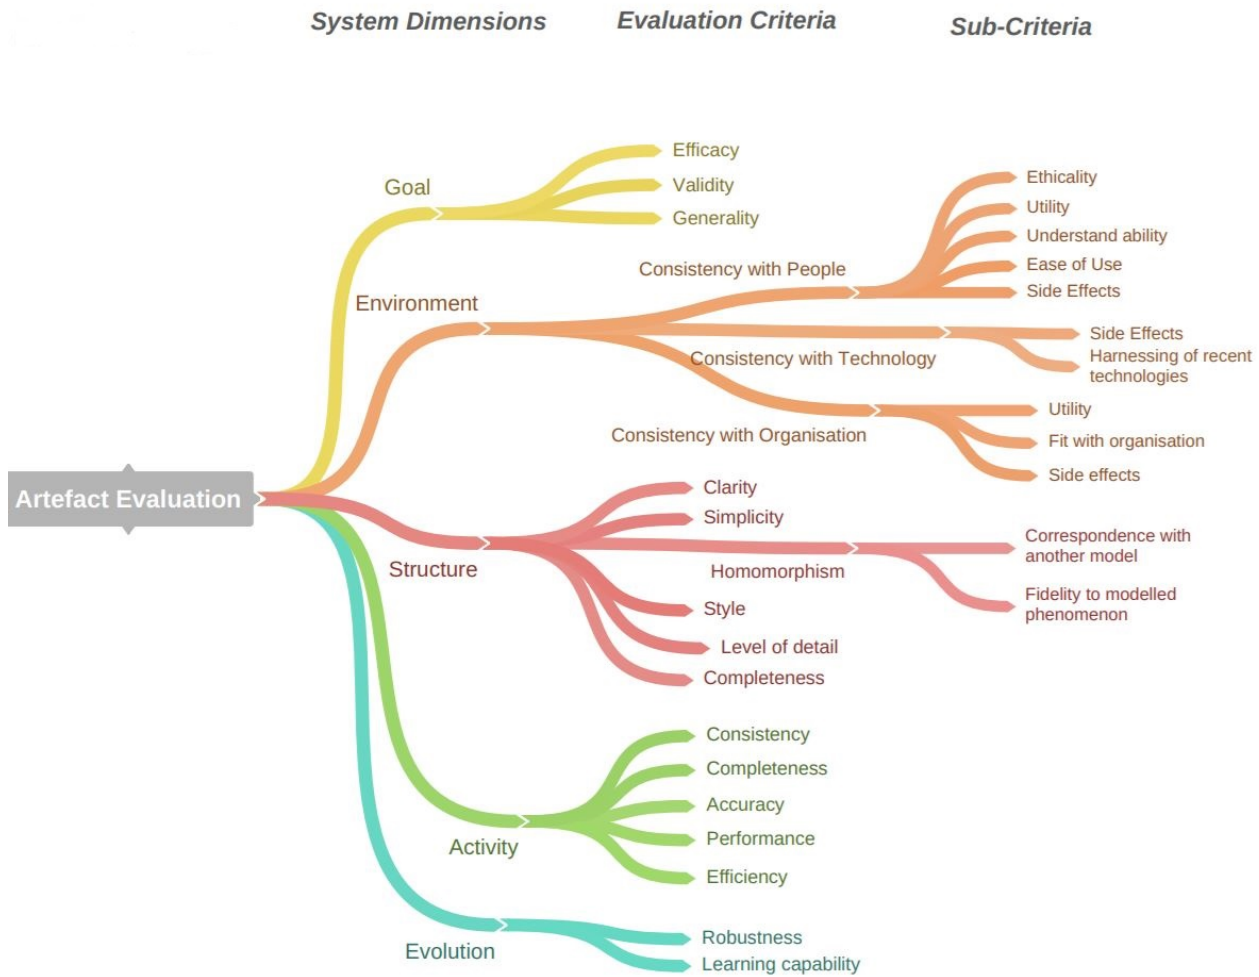 System Dimensions
Evaluation Criteria
Sub-Criteria
Artefact Evaluation
Goal
Efficacy
Validity
Generality
Environment
Consistency with People
Ethicality
Utility
Understand ability
Ease of Use
Side Effects
Consistency with Technology
Side Effects
Harnessing of recent
technologies
Consistency with Organisation
Utility
Fit with organisation
Side effects
Structure
Clarity
Simplicity
Homomorphism
Correspondence with
another model
Fidelity to modelled
phenomenon
Style
Level of detail
Completeness
Activity
Consistency
Completeness
Accuracy
Performance
Efficiency
Evolution
Robustness
Learning capability